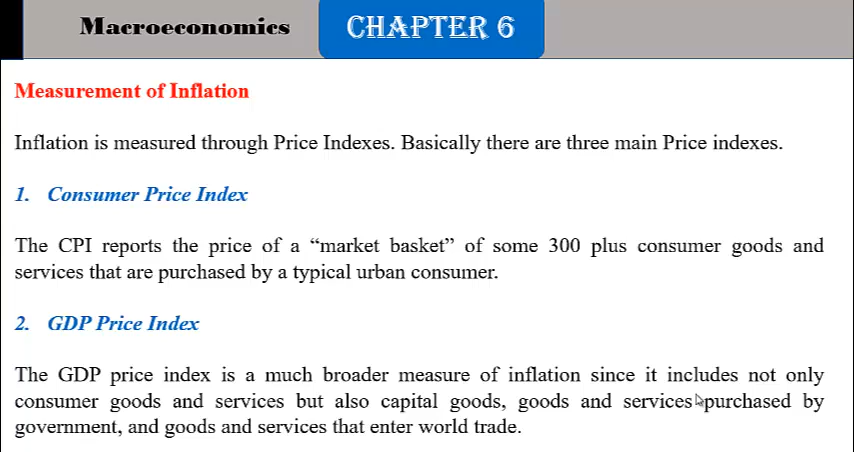 Macroeconomics
CHAPTER 6
Measurement of Inflation
Inflation is measured through Price Indexes. Basically there are three main Price indexes.
1. Consumer Price Index
The CPI reports the price of a “market basket” of some 300 plus consumer goods and
services that are purchased by a typical urban consumer.
2. GDP Price Index
The GDP price index is a much broader measure of inflation since it includes not only
consumer goods and services but also capital goods, goods and services purchased by
government, and goods and services that enter world trade.